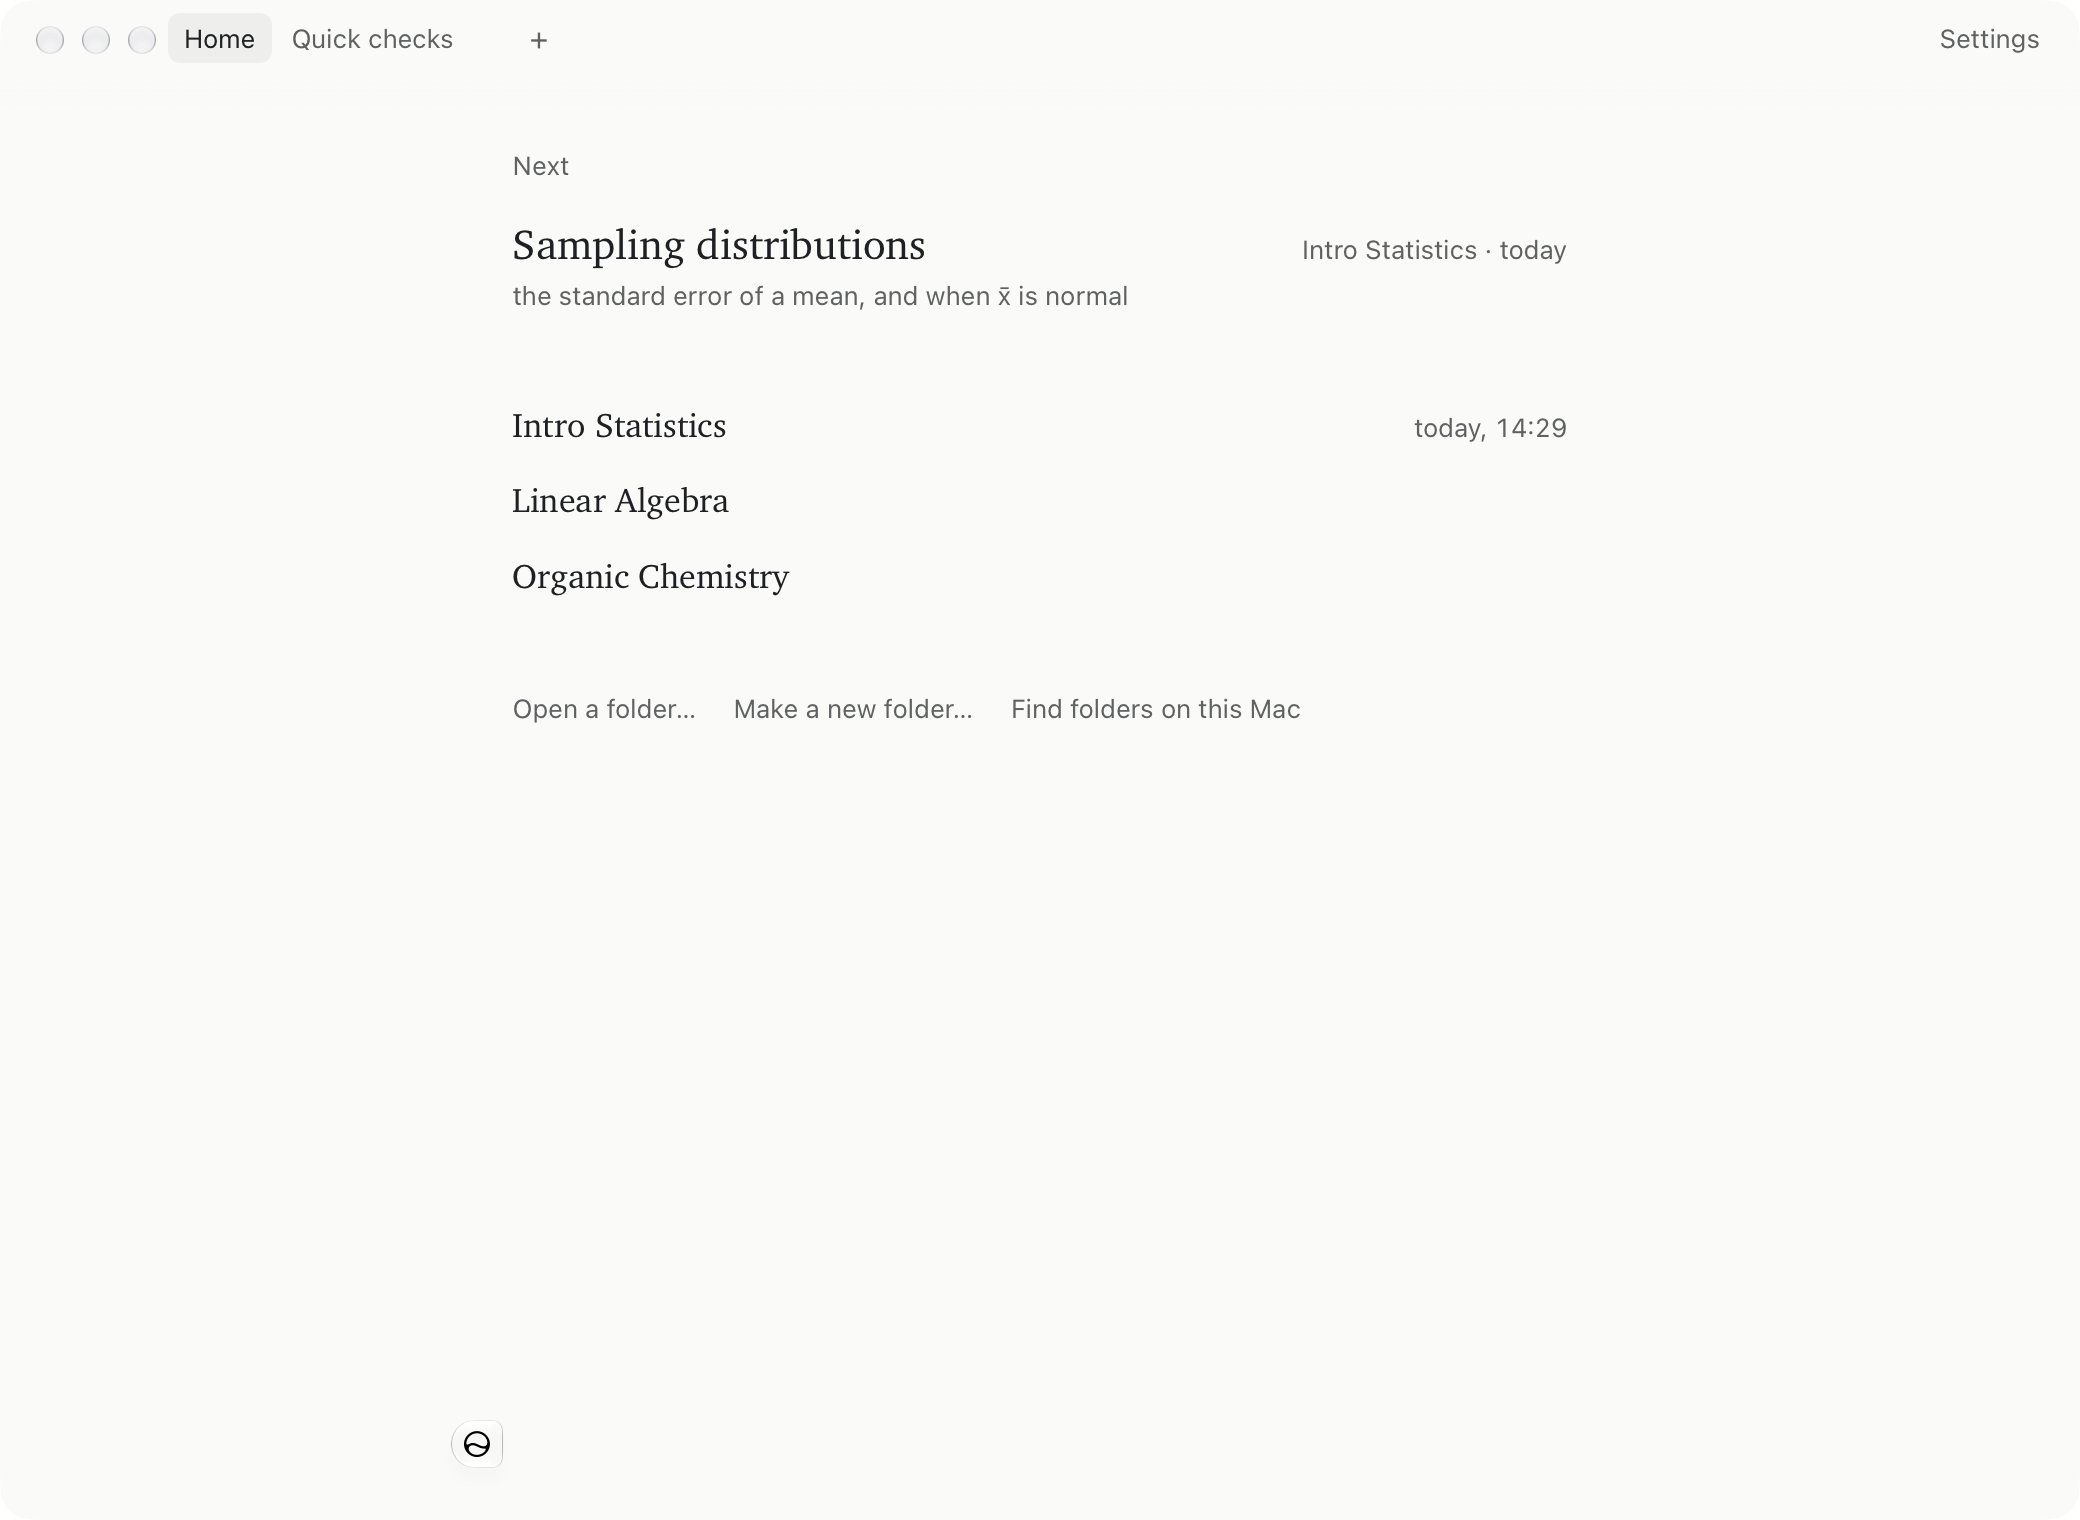 Home Quick checks + Settings
Next
Sampling distributions Intro Statistics · today
the standard error of a mean, and when x̄ is normal
Intro Statistics today, 14:29
Linear Algebra
Organic Chemistry
Open a folder... Make a new folder... Find folders on this Mac